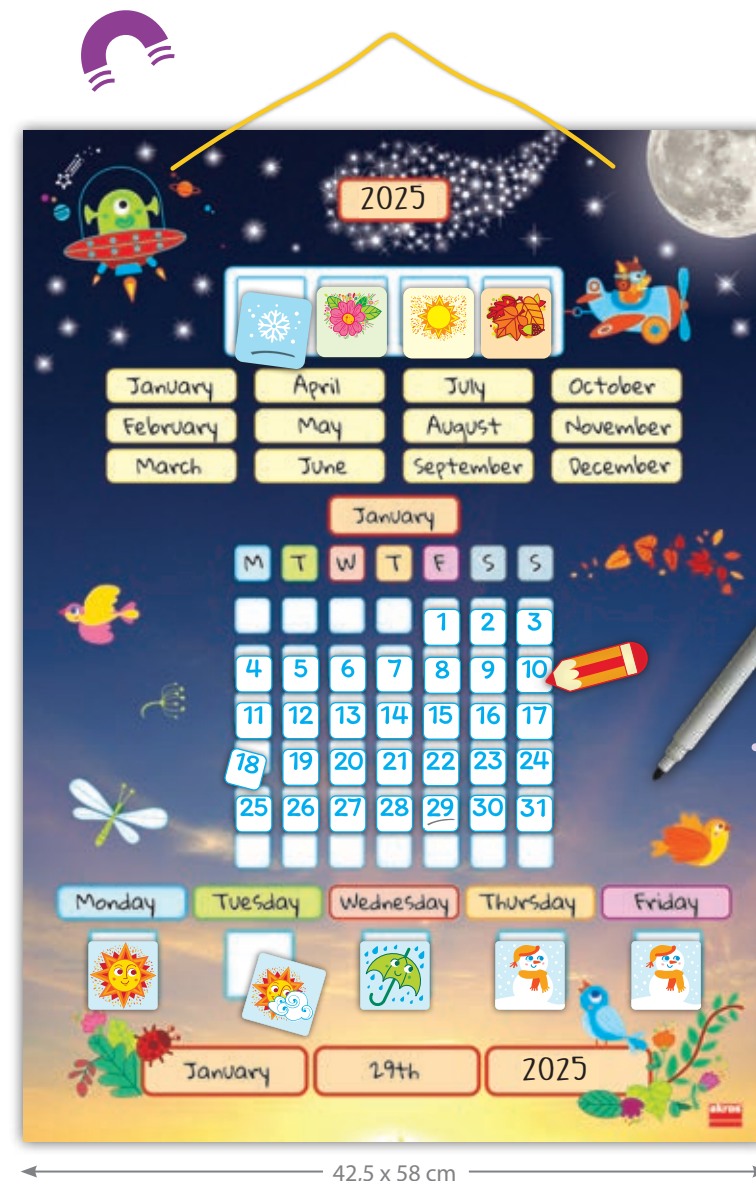 2025
January April July October
February May August November
March June September December
January
M T W T F S S
1 2 3
4 5 6 7 8 9 10
11 12 13 14 15 16 17
18 19 20 21 22 23 24
25 26 27 28 29 30 31
Monday Tuesday Wednesday Thursday Friday
January 29th 2025
akros
42,5 x 58 cm